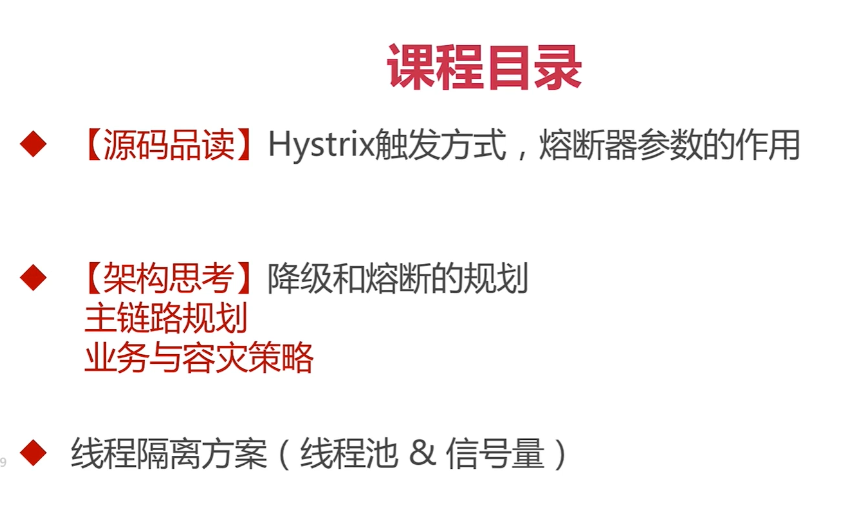 课程目录
【源码品读】Hystrix触发方式，熔断器参数的作用
【架构思考】降级和熔断的规划
主链路规划
业务与容灾策略
线程隔离方案（线程池 & 信号量）
9